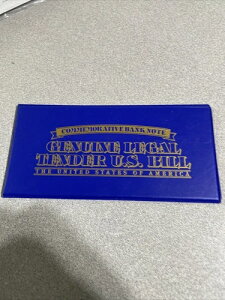 COMMEMORATIVE BANK NOTE
GENUINE LEGAL
TENDER U.S. BILL
THE UNITED STATES OF AMERICA